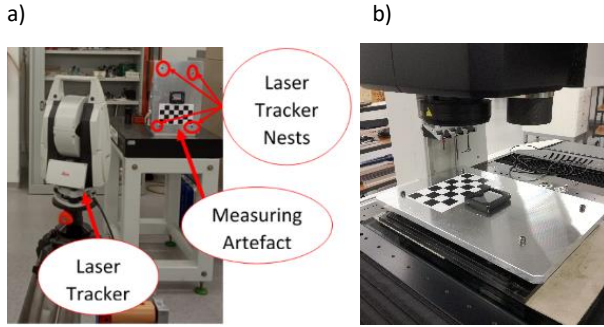 a)
b)
Laser
Tracker
Nests
Measuring
Artefact
Laser
Tracker